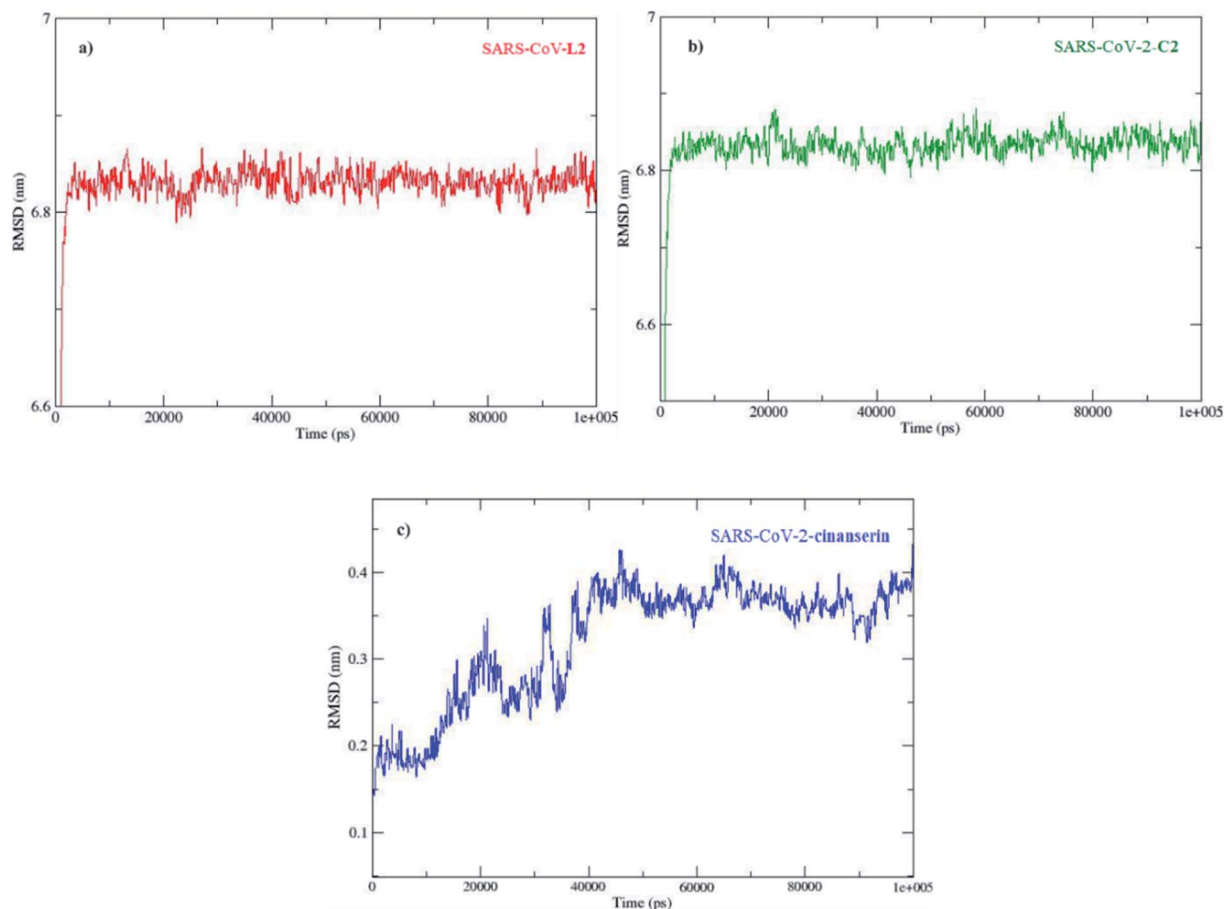 a)
SARS-CoV-L2
RMSD (nm)
7
6.8
6.6
0
20000
40000
60000
80000
1e+005
Time (ps)
b)
SARS-CoV-2-C2
RMSD (nm)
7
6.8
6.6
0
20000
40000
60000
80000
1e+005
Time (ps)
c)
SARS-CoV-2-cinanserin
RMSD (nm)
0.4
0.3
0.2
0.1
0
20000
40000
60000
80000
1e+005
Time (ps)